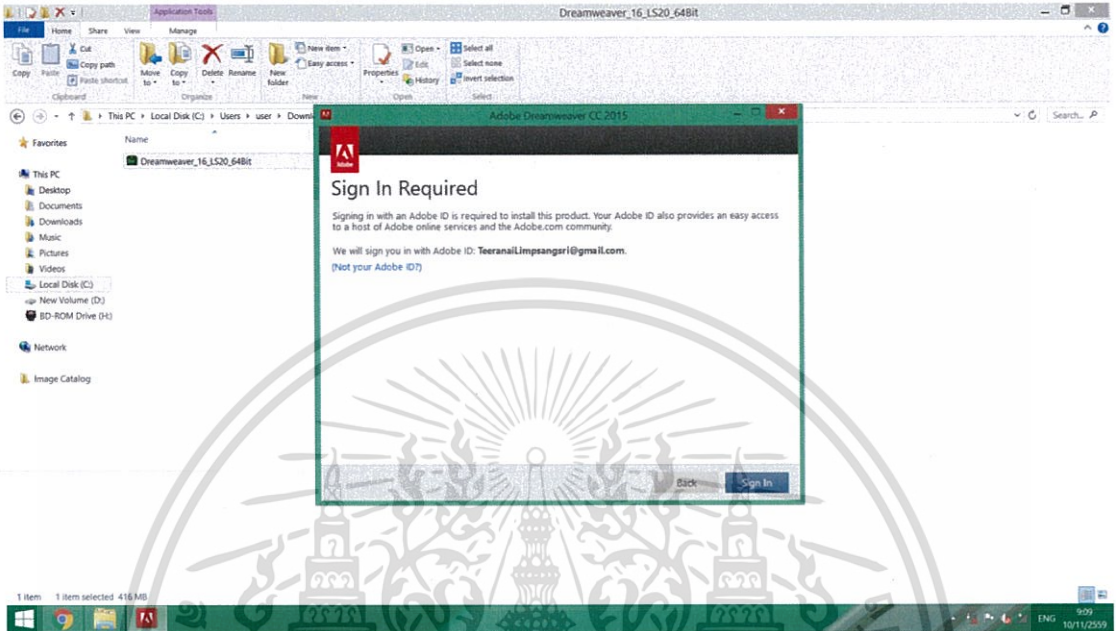 Application Tools
Dreamweaver_16_LS20_64Bit
File Home Share View Manage
Copy Paste
Cut
Copy path
Paste shortcut
Move to
Copy to
Delete Rename
New folder
New item
Easy access
Properties
Open
Edit
History
Select all
Select none
Invert selection
Clipboard Organize New Open Select
This PC Local Disk (C:) Users user Downl
Search...
Favorites
This PC
Desktop
Documents
Downloads
Music
Pictures
Videos
Local Disk (C:)
New Volume (D:)
BD-ROM Drive (H:)
Network
Image Catalog
Name
Dreamweaver_16_LS20_64Bit
Adobe Dreamweaver CC 2015
Adobe
Sign In Required
Signing in with an Adobe ID is required to install this product. Your Adobe ID also provides an easy access
to a host of Adobe online services and the Adobe.com community.
We will sign you in with Adobe ID: TeeranaiLimpsangsri@gmail.com.
(Not your Adobe ID?)
Back Sign In
1 item 1 item selected 416 MB
ENG
9:09
10/11/2559